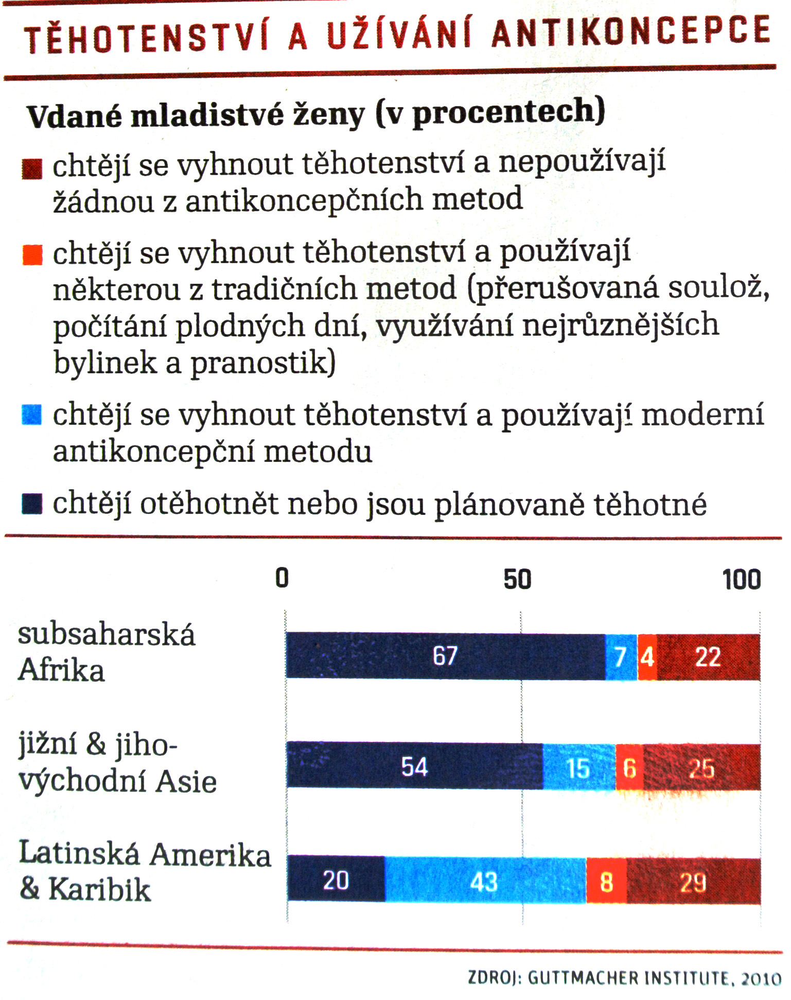 TĚHOTENSTVÍ A UŽÍVÁNÍ ANTIKONCEPCE
Vdané mladistvé ženy (v procentech)
chtějí se vyhnout těhotenství a nepoužívají
žádnou z antikoncepčních metod
chtějí se vyhnout těhotenství a používají
některou z tradičních metod (přerušovaná soulož,
počítání plodných dní, využívání nejrůznějších
bylinek a pranostik)
chtějí se vyhnout těhotenství a používají moderní
antikoncepční metodu
chtějí otěhotnět nebo jsou plánovaně těhotné
0 50 100
subsaharská
Afrika
67 7 4 22
jižní & jiho-
východní Asie
54 15 6 25
Latinská Amerika
& Karibik
20 43 8 29
ZDROJ: GUTTMACHER INSTITUTE, 2010